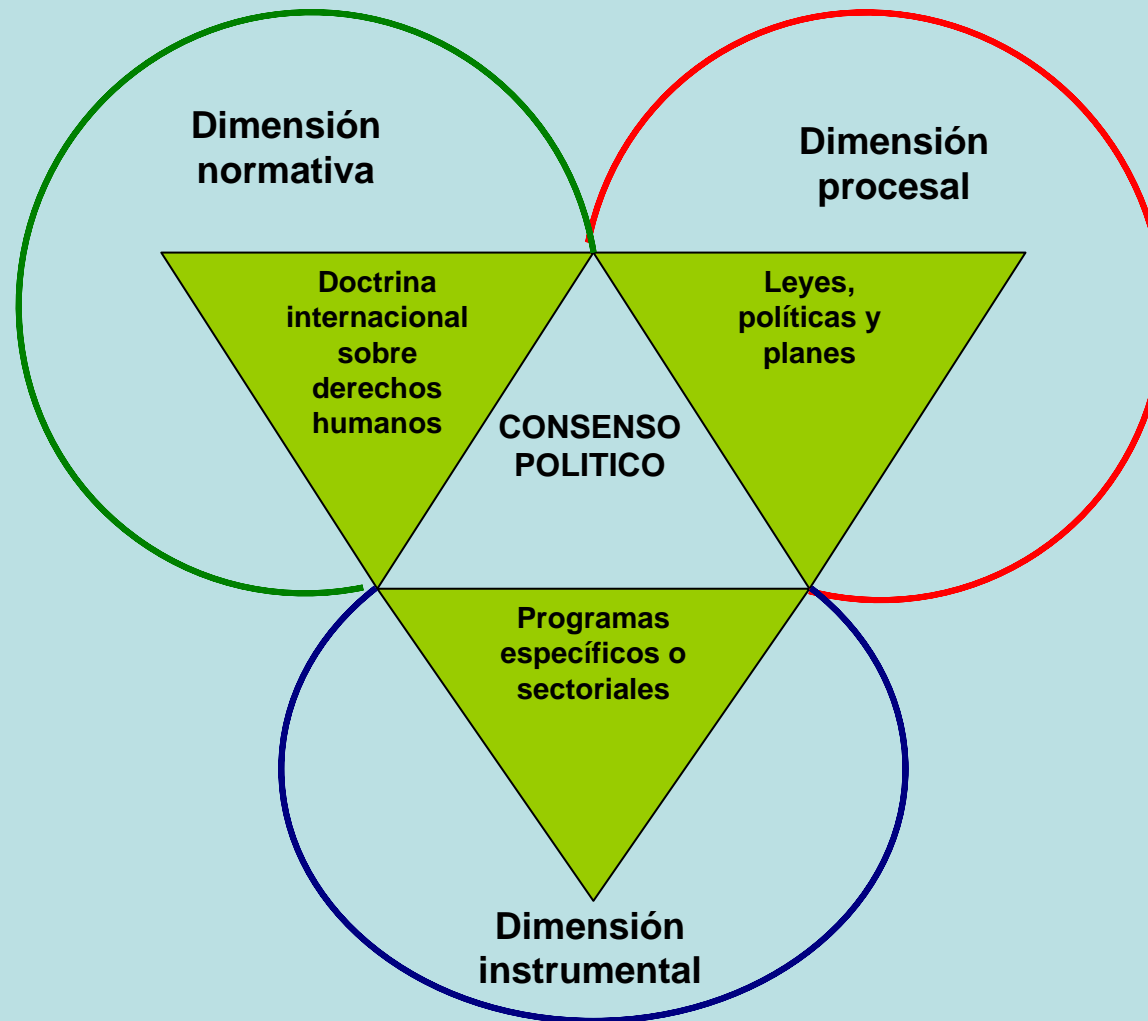 Dimensión
normativa
Dimensión
procesal
Doctrina
internacional
sobre
derechos
humanos
Leyes,
políticas y
planes
CONSENSO
POLITICO
Programas
específicos o
sectoriales
Dimensión
instrumental